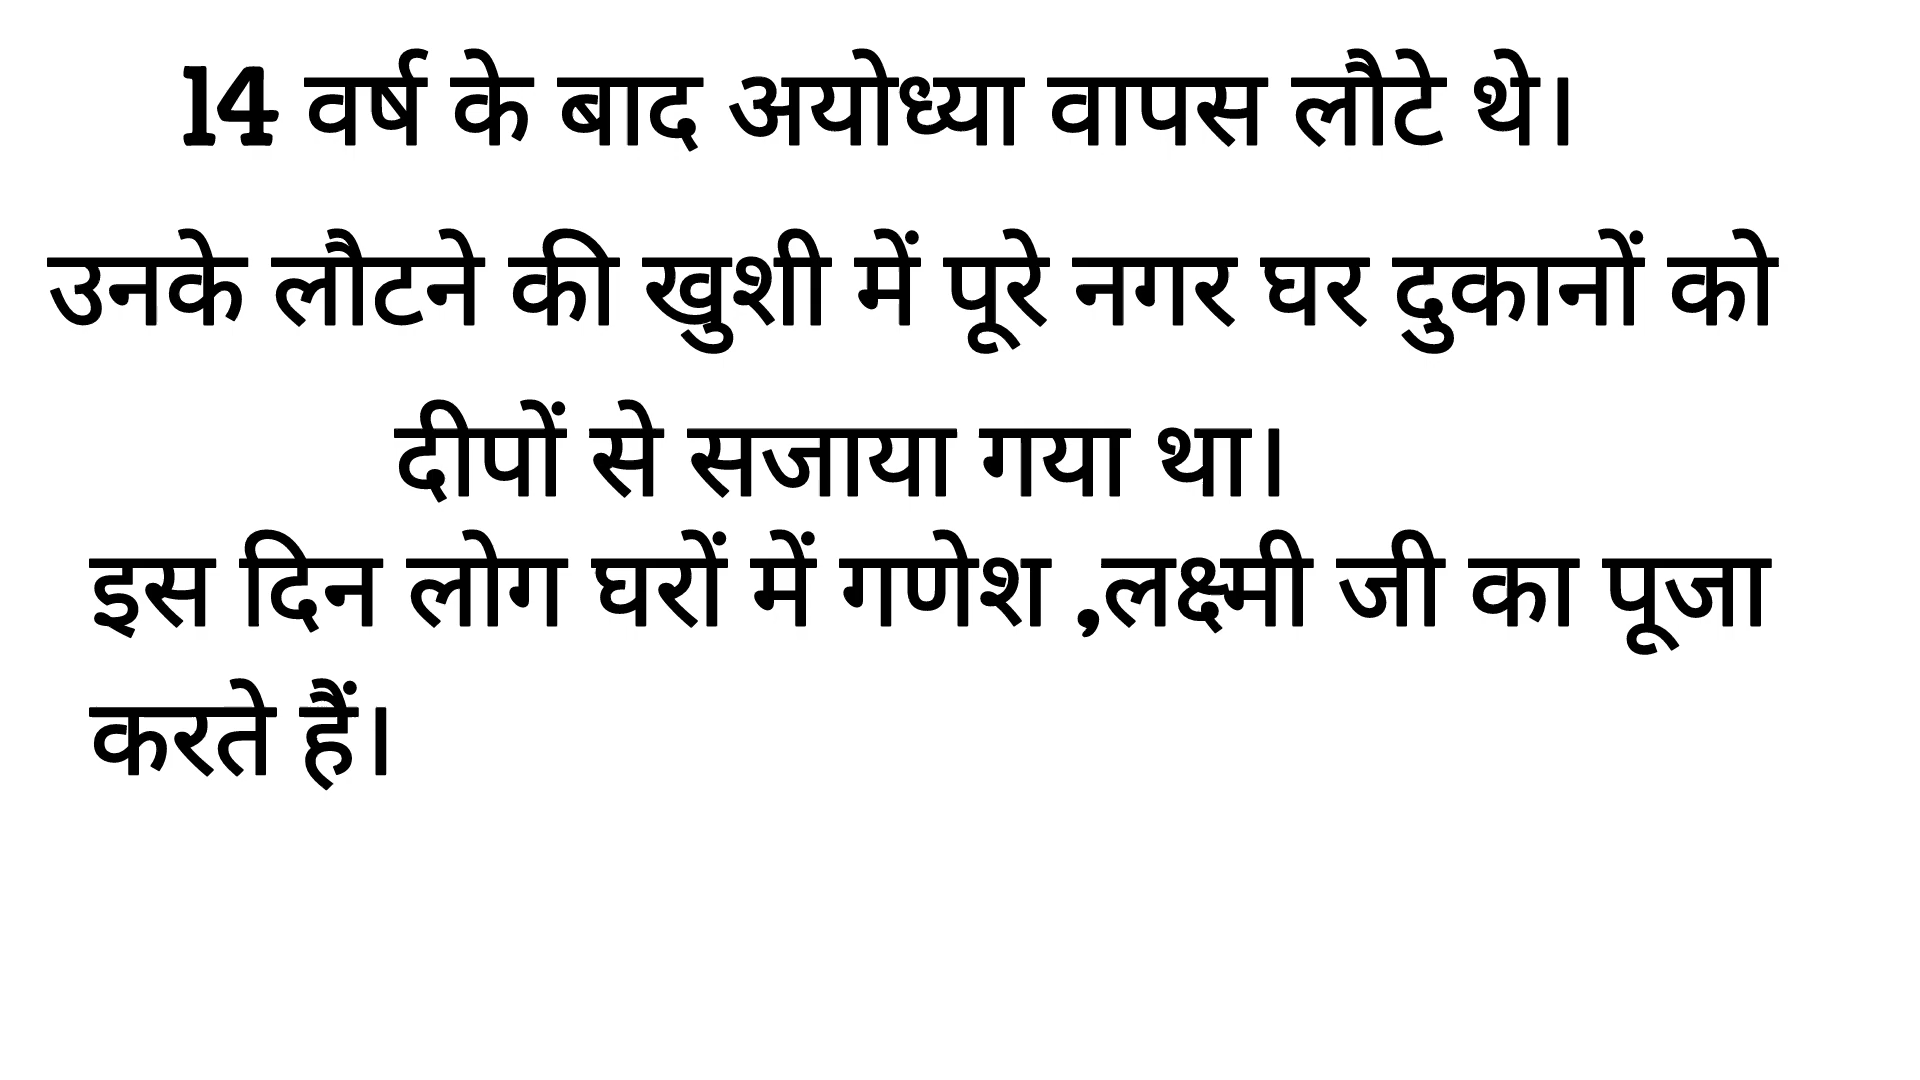 14 वर्ष के बाद अयोध्या वापस लौटे थे।
उनके लौटने की खुशी में पूरे नगर घर दुकानों को
दीपों से सजाया गया था।
इस दिन लोग घरों में गणेश ,लक्ष्मी जी का पूजा
करते हैं।